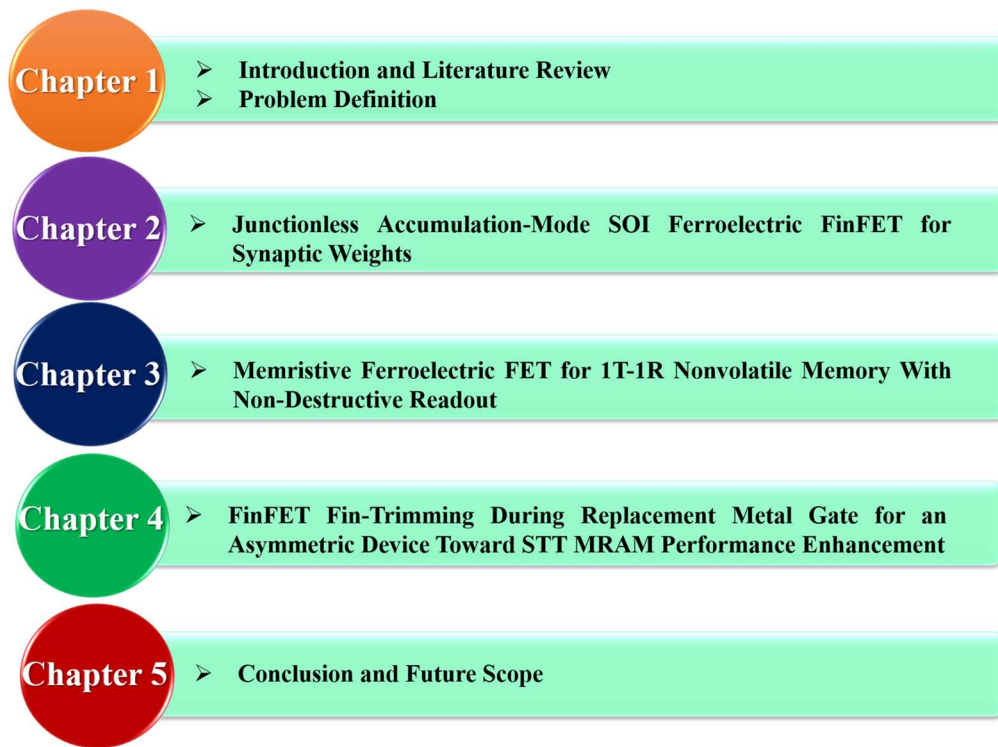 Chapter 1
➢ Introduction and Literature Review
➢ Problem Definition
Chapter 2
➢ Junctionless Accumulation-Mode SOI Ferroelectric FinFET for
Synaptic Weights
Chapter 3
➢ Memristive Ferroelectric FET for 1T-1R Nonvolatile Memory With
Non-Destructive Readout
Chapter 4
➢ FinFET Fin-Trimming During Replacement Metal Gate for an
Asymmetric Device Toward STT MRAM Performance Enhancement
Chapter 5
➢ Conclusion and Future Scope